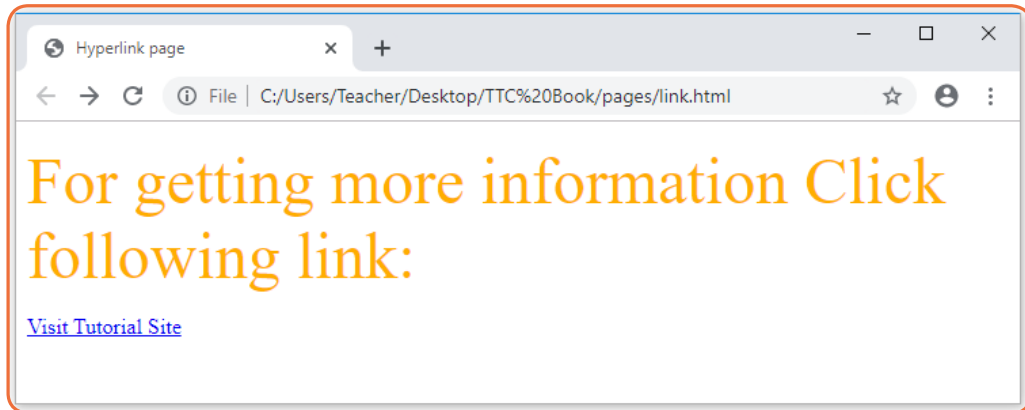 Hyperlink page
File
C:/Users/Teacher/Desktop/TTC%20Book/pages/link.html
For getting more information Click
following link:
Visit Tutorial Site